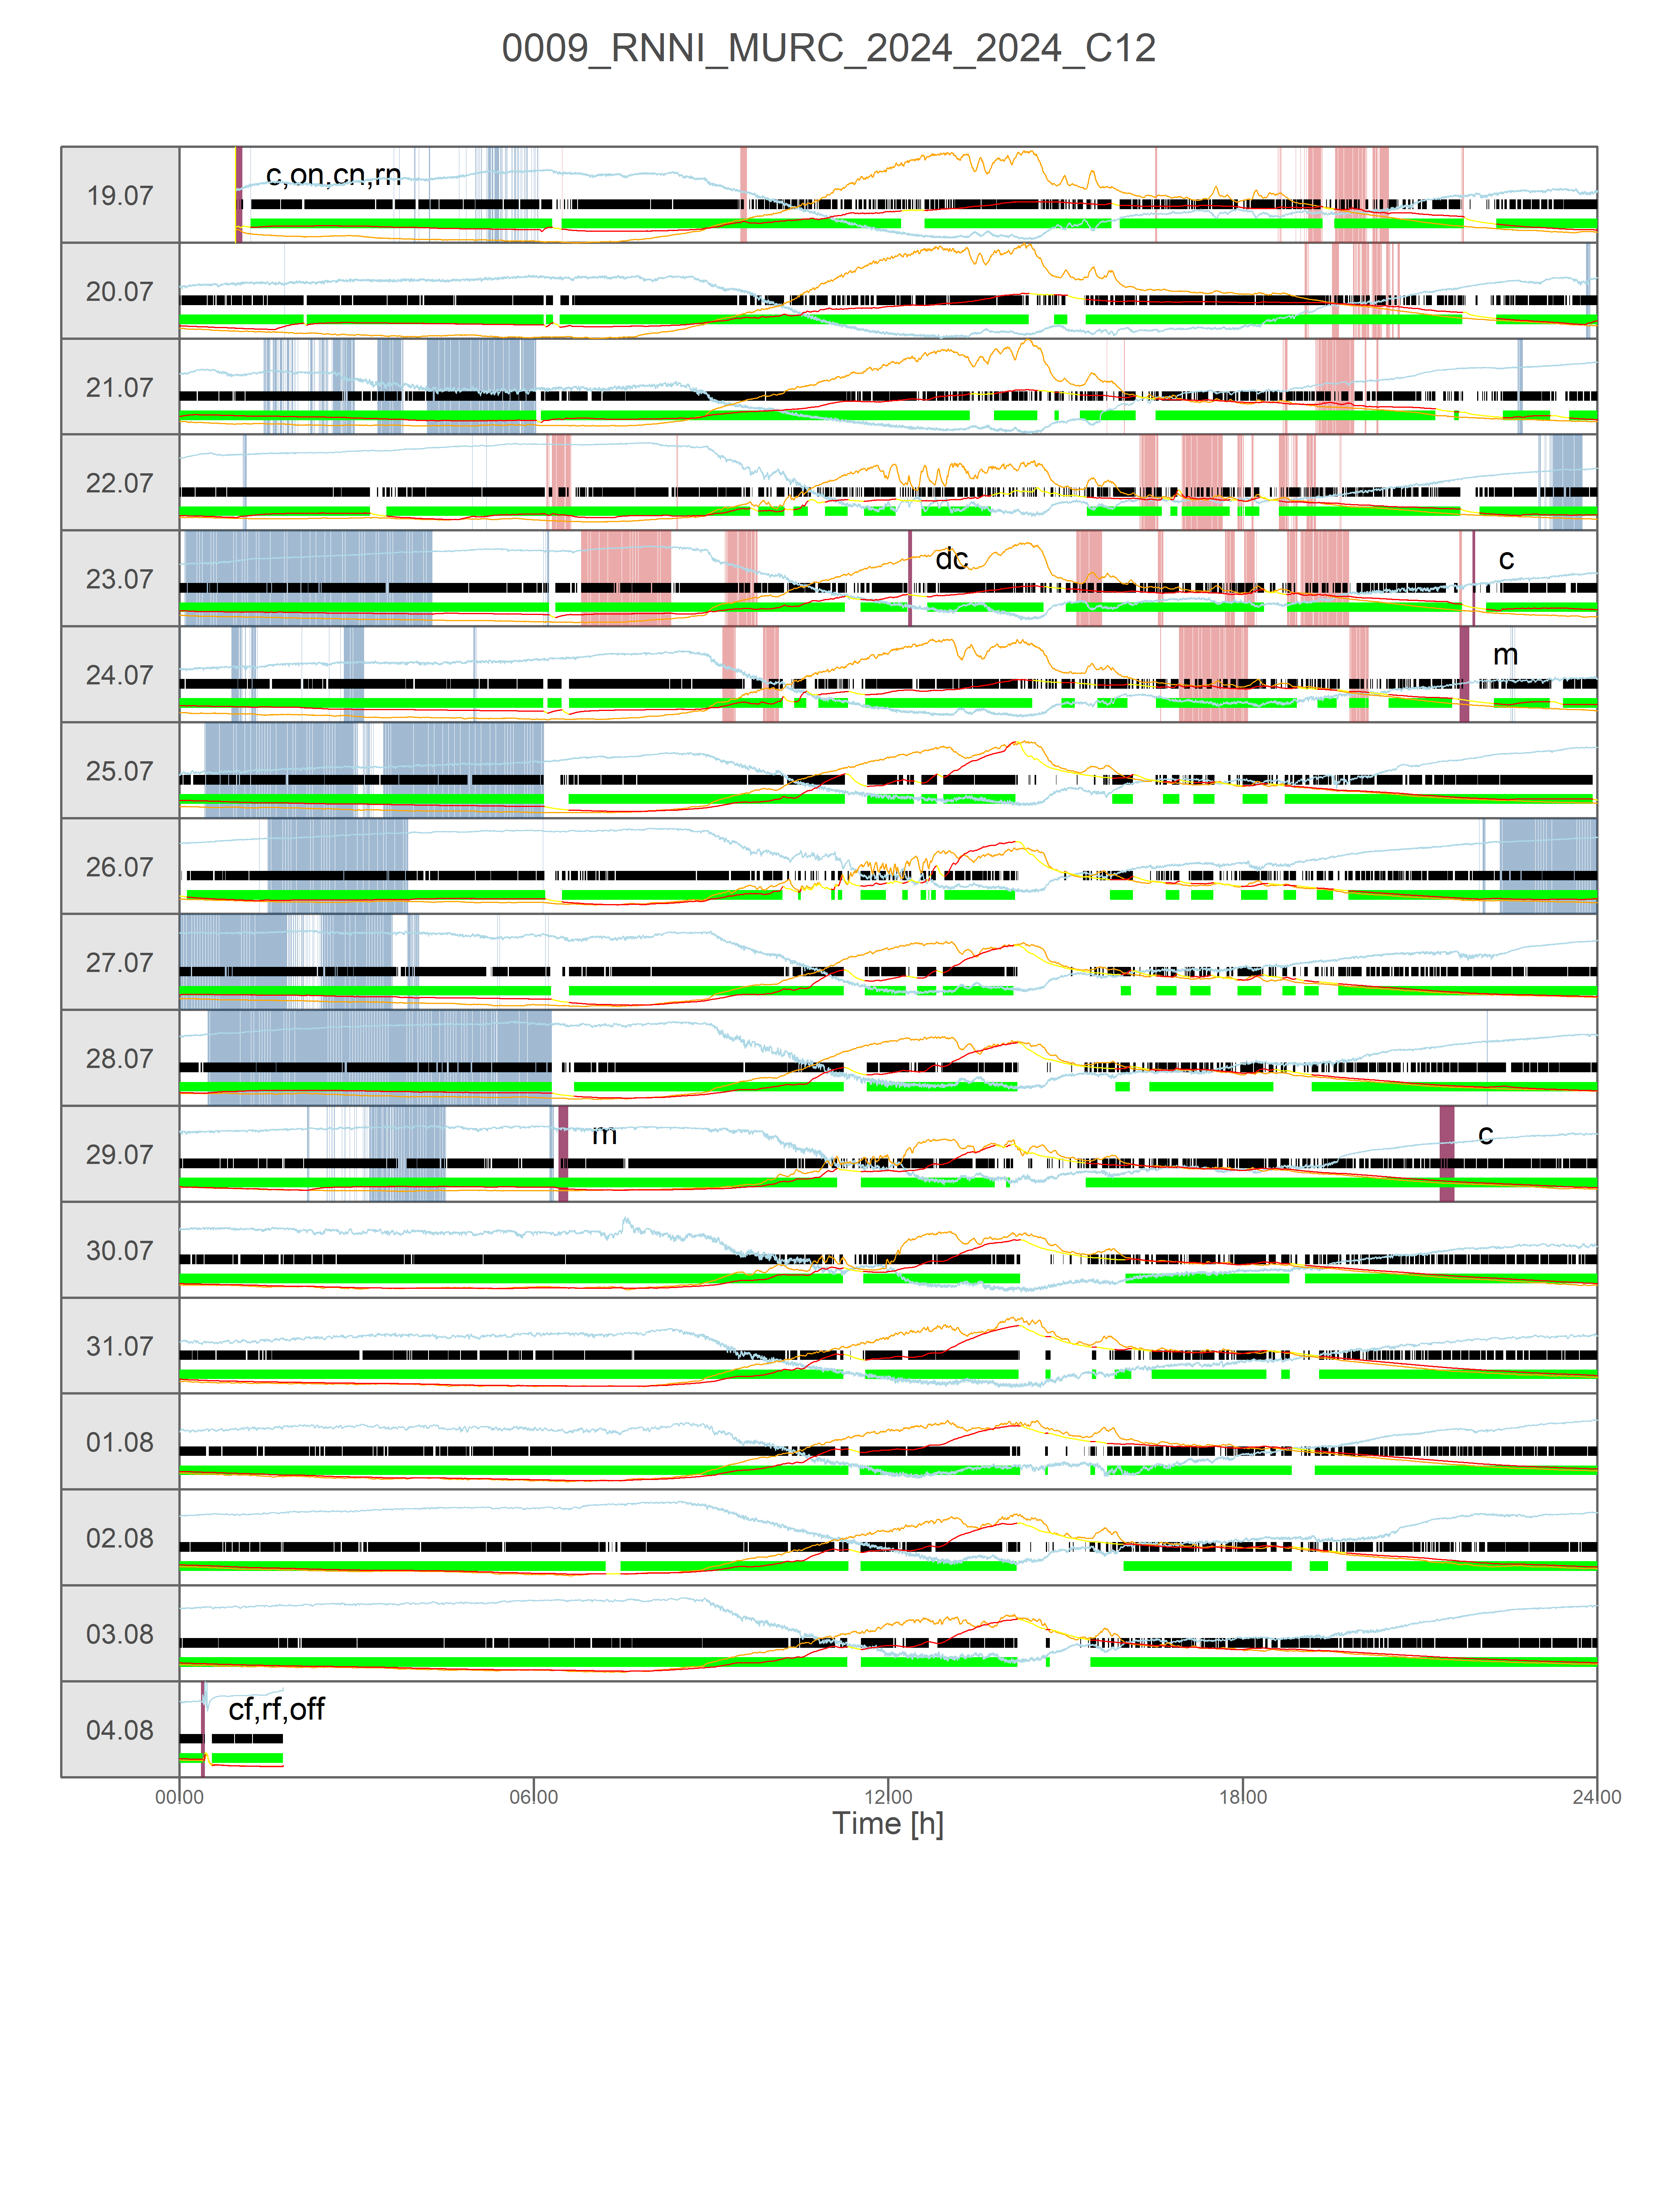 0009_RNNI_MURC_2024_2024_C12
19.07
c,on,cn,rn
20.07
21.07
22.07
23.07
dc
c
24.07
m
25.07
26.07
27.07
28.07
29.07
m
c
30.07
31.07
01.08
02.08
03.08
04.08
cf,rf,off
00:00
06:00
12:00
18:00
24:00
Time [h]